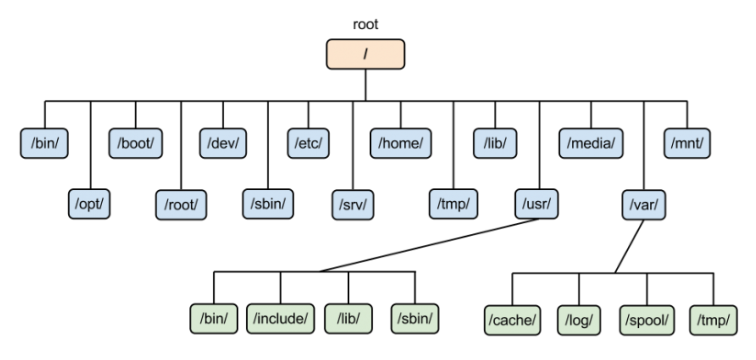 root
/
/bin/ /boot/ /dev/ /etc/ /home/ /lib/ /media/ /mnt/
/opt/ /root/ /sbin/ /srv/ /tmp/ /usr/ /var/
/bin/ /include/ /lib/ /sbin/ /cache/ /log/ /spool/ /tmp/